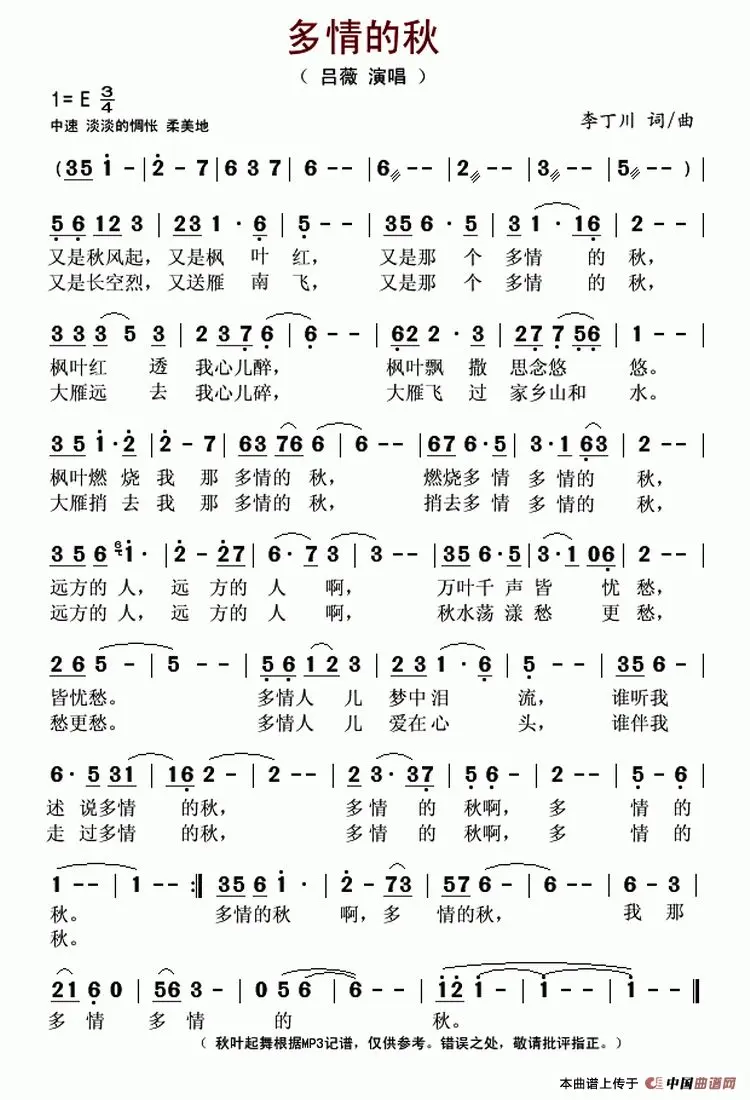 多情的秋
（ 吕薇 演唱 ）
1= E 3/4
中速 淡淡的惆怅 柔美地
李丁川 词/曲
( 35 1 - | 2 - 7 | 6 3 7 | 6 - - | 6 - - | 2 - - | 3 - - | 5 - - ) |
5 6 12 3 | 23 1 · 6 | 5 - - | 35 6 · 5 | 3 1 · 16 | 2 - - |
又是秋风起，又是枫 叶 红， 又是那 个 多情 的 秋，
又是长空烈，又送雁 南 飞， 又是那 个 多情 的 秋，
3 3 3 5 3 | 2 3 7 6 | 6 - - | 62 2 · 3 | 27 7 56 | 1 - - |
枫叶红 透 我心儿醉， 枫叶飘 撒 思念悠 悠。
大雁远 去 我心儿碎， 大雁飞 过 家乡山和 水。
3 5 1·2 | 2 - 7 | 63 76 6 | 6 - - | 67 6·5 | 3·1 63 | 2 - - |
枫叶燃 烧 我 那 多情的 秋， 燃烧多 情 多情的 秋，
大雁捎 去 我 那 多情的 秋， 捎去多 情 多情的 秋，
3 5 6 6 1· | 2 - 27 | 6· 7 3 | 3 - - | 35 6·5 | 3·1 06 | 2 - - |
远方的 人，远 方的 人 啊， 万叶千 声 皆 忧 愁，
远方的 人，远 方的 人 啊， 秋水荡 漾 愁 更 愁，
2 6 5 - | 5 - - | 5 6 12 3 | 23 1 · 6 | 5 - - | 35 6 - |
皆忧愁。 多情人 儿 梦中泪 流， 谁听我
愁更愁。 多情人 儿 爱在心 头， 谁伴我
6 · 5 31 | 16 2 - | 2 - - | 2 3 · 37 | 5 6 - | 2 - - | 5 - 6 |
述 说多情 的秋， 多 情 的 秋啊， 多 情 的
走 过多情 的秋， 多 情 的 秋啊， 多 情 的
1 - - | 1 - - :‖ 35 6 1 · | 2 - 73 | 57 6 - | 6 - - | 6 - 3 |
秋。 多情的秋 啊，多 情的秋， 我 那
秋。
21 6 0 | 56 3 - | 0 5 6 | 6 - - | 12 1 - | 1 - - | 1 - - ‖
多 情 多 情 的 秋。
（ 秋叶起舞根据MP3记谱，仅供参考。错误之处，敬请批评指正。）
本曲谱上传于 中国曲谱网